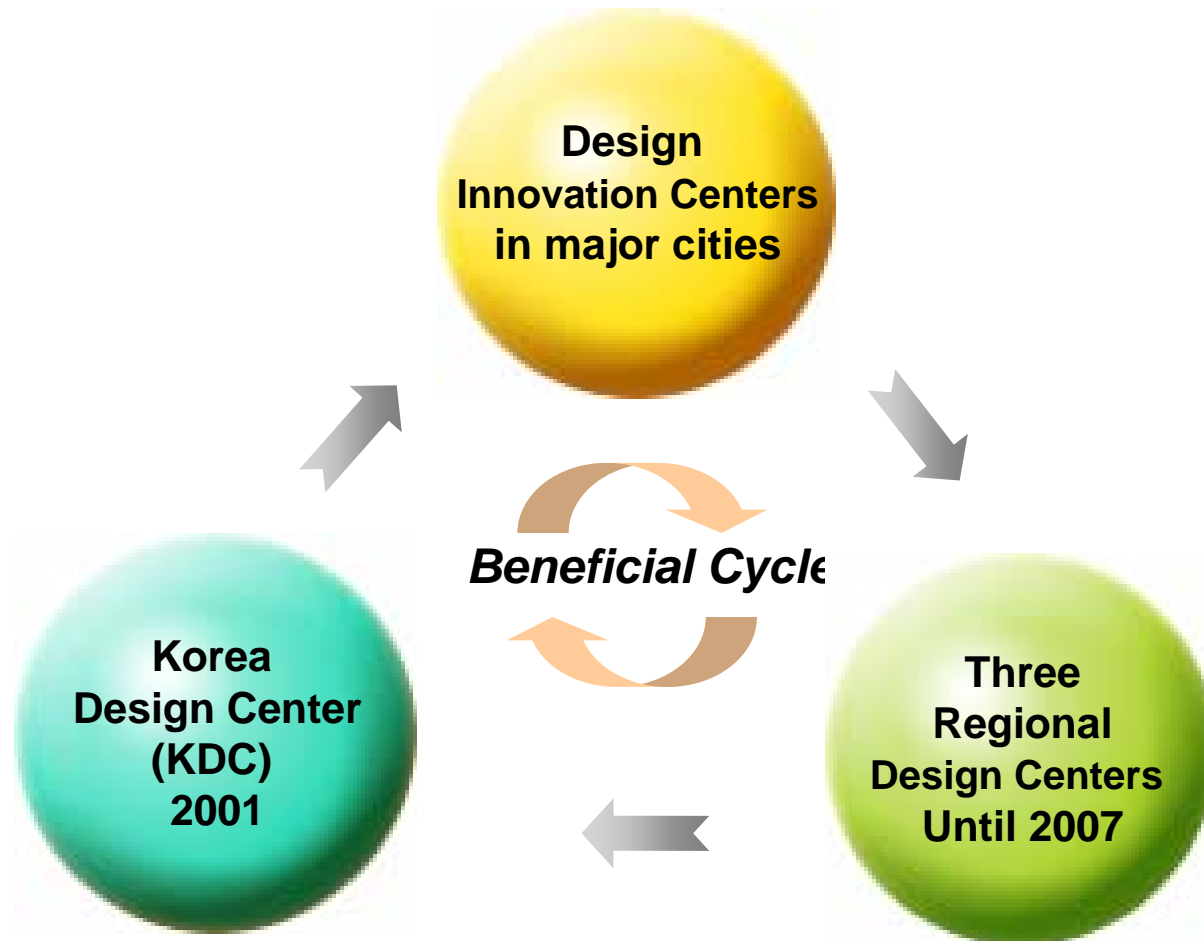 Design
Innovation Centers
in major cities
Beneficial Cycle
Korea
Design Center
(KDC)
2001
Three
Regional
Design Centers
Until 2007